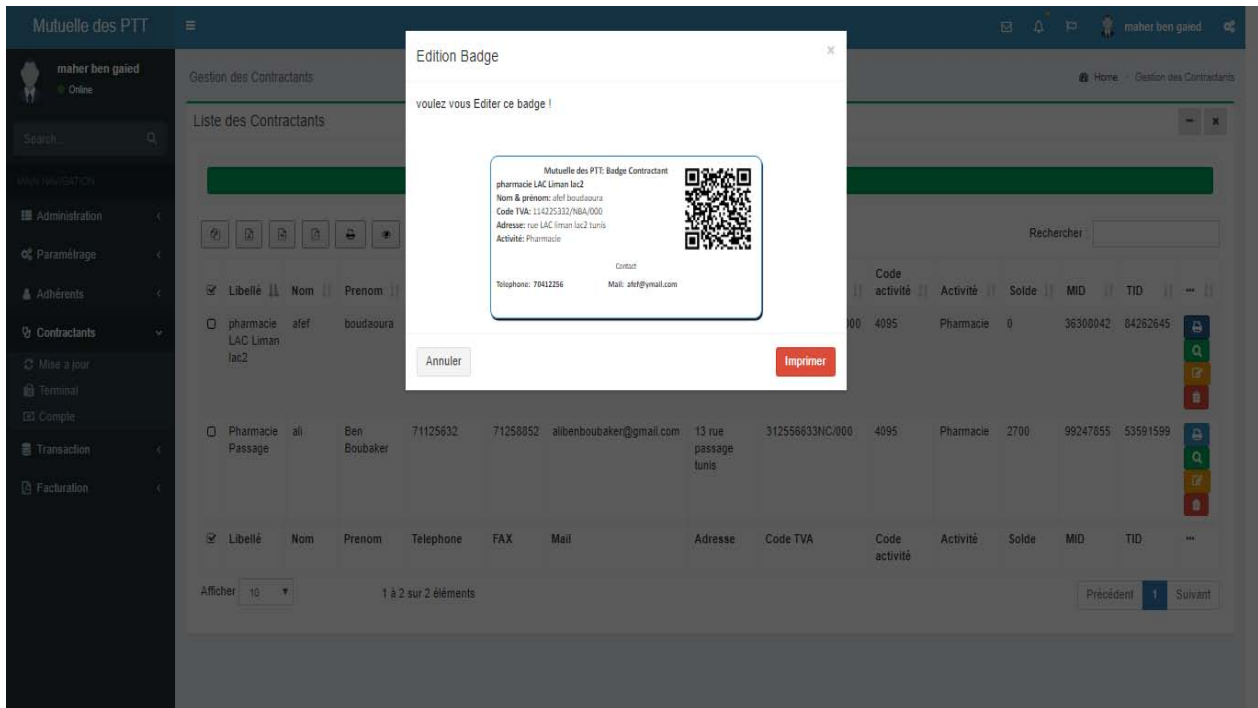 Mutuelle des PTT
maher ben gaied
maher ben gaied
Online
Search...
MAIN NAVIGATION
Administration
Paramétrage
Adhérents
Contractants
Mise a jour
Terminal
Compte
Transaction
Facturation
Gestion des Contractants
Home > Gestion des Contractants
Liste des Contractants
Edition Badge
×
voulez vous Editer ce badge !
Mutuelle des PTT: Badge Contractant
pharmacie LAC Liman lac2
Nom & prénom: afef boudaoura
Code TVA: 114225332/NBA/000
Adresse: rue LAC liman lac2 tunis
Activité: Pharmacie
Contact
Telephone: 70412256 Mail: afef@ymail.com
Annuler Imprimer
Rechercher
Libellé Nom Prenom Code activité Activité Solde MID TID
pharmacie LAC Liman lac2 afef boudaoura 000 4095 Pharmacie 0 36308042 84262645
Pharmacie Passage ali Ben Boubaker 71125632 71258852 alibenboubaker@gmail.com 13 rue passage tunis 312556633NC/000 4095 Pharmacie 2700 99247855 53591599
Libellé Nom Prenom Telephone FAX Mail Adresse Code TVA Code activité Activité Solde MID TID
Afficher 10 1 à 2 sur 2 éléments
Précédent 1 Suivant